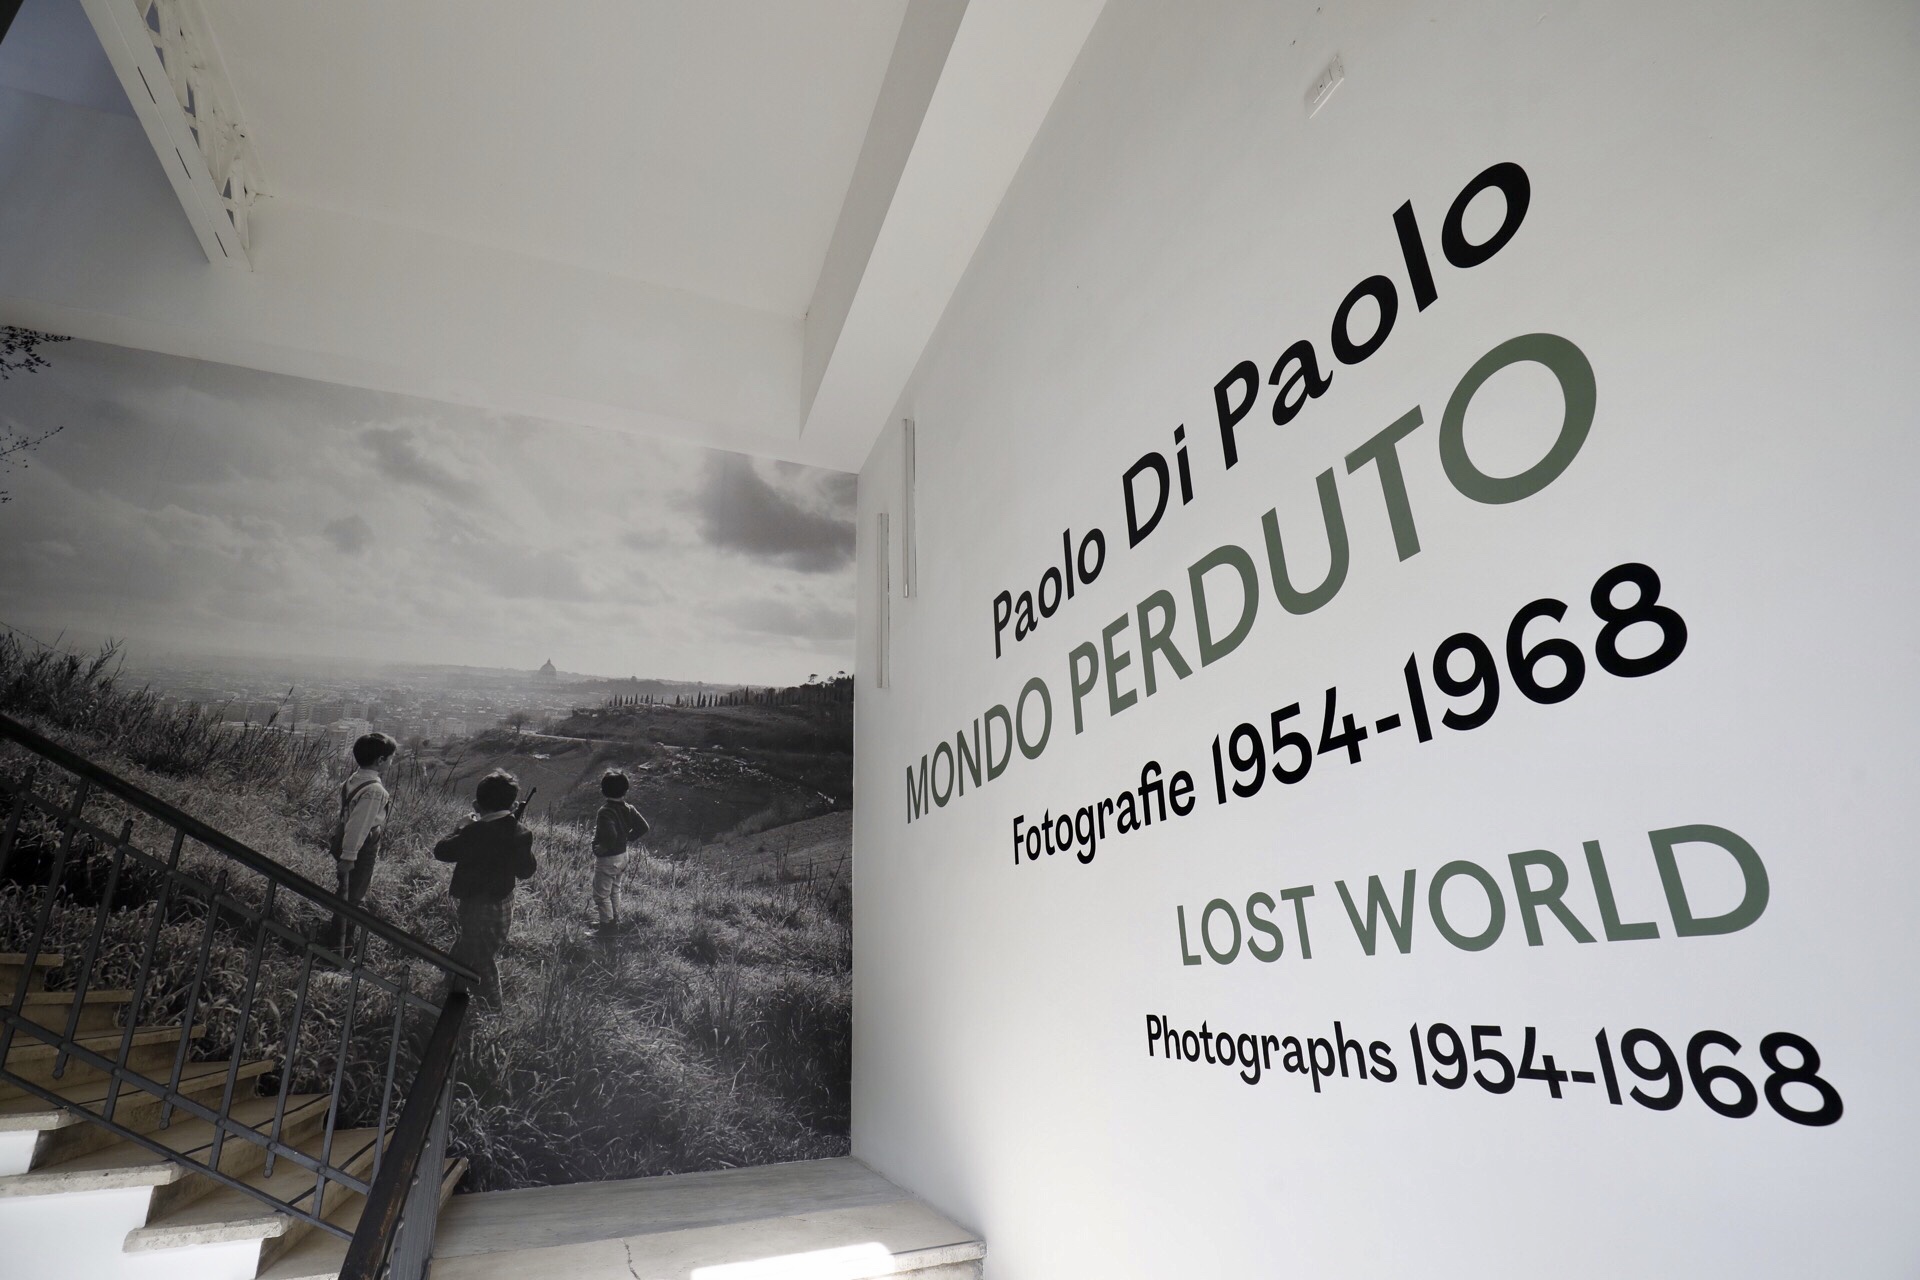 Paolo Di Paolo
MONDO PERDUTO
Fotografie 1954-1968
LOST WORLD
Photographs 1954-1968